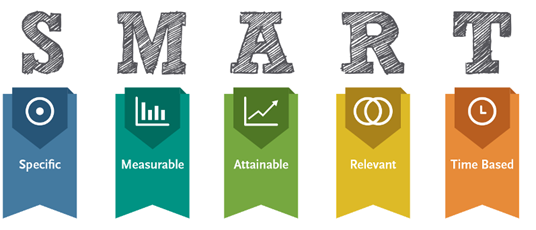 S M A R T
Specific Measurable Attainable Relevant Time Based